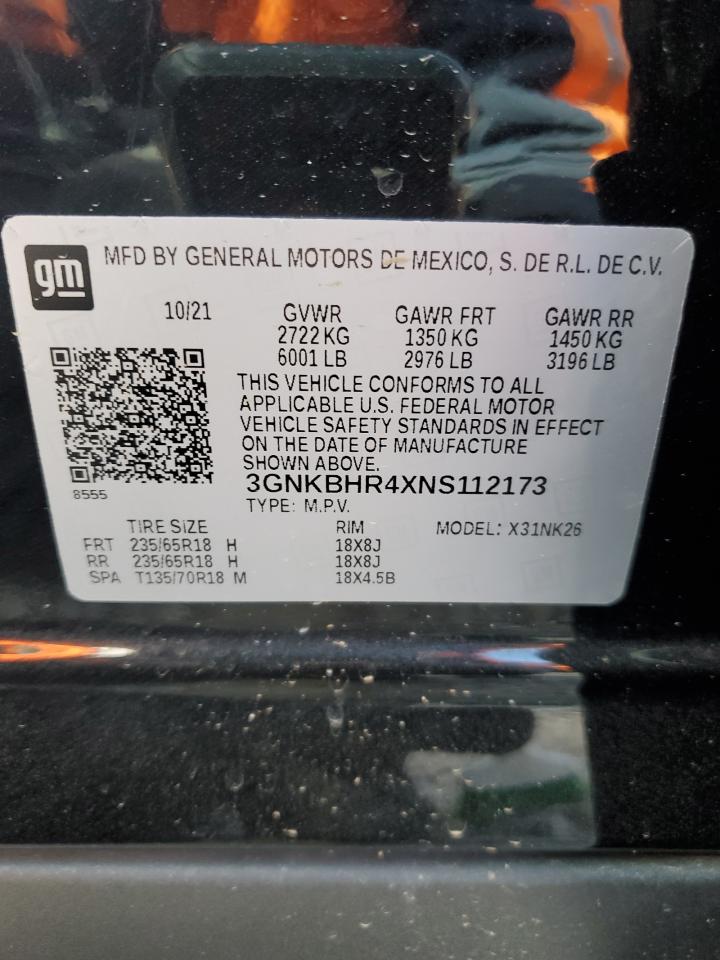 gm
MFD BY GENERAL MOTORS DE MEXICO, S. DE R.L. DE C.V.
10/21 GVWR GAWR FRT GAWR RR
2722 KG 1350 KG 1450 KG
6001 LB 2976 LB 3196 LB
THIS VEHICLE CONFORMS TO ALL
APPLICABLE U.S. FEDERAL MOTOR
VEHICLE SAFETY STANDARDS IN EFFECT
ON THE DATE OF MANUFACTURE
SHOWN ABOVE.
3GNKBHR4XNS112173
8555
TYPE: M.P.V.
TIRE SIZE RIM MODEL: X31NK26
FRT 235/65R18 H 18X8J
RR 235/65R18 H 18X8J
SPA T135/70R18 M 18X4.5B